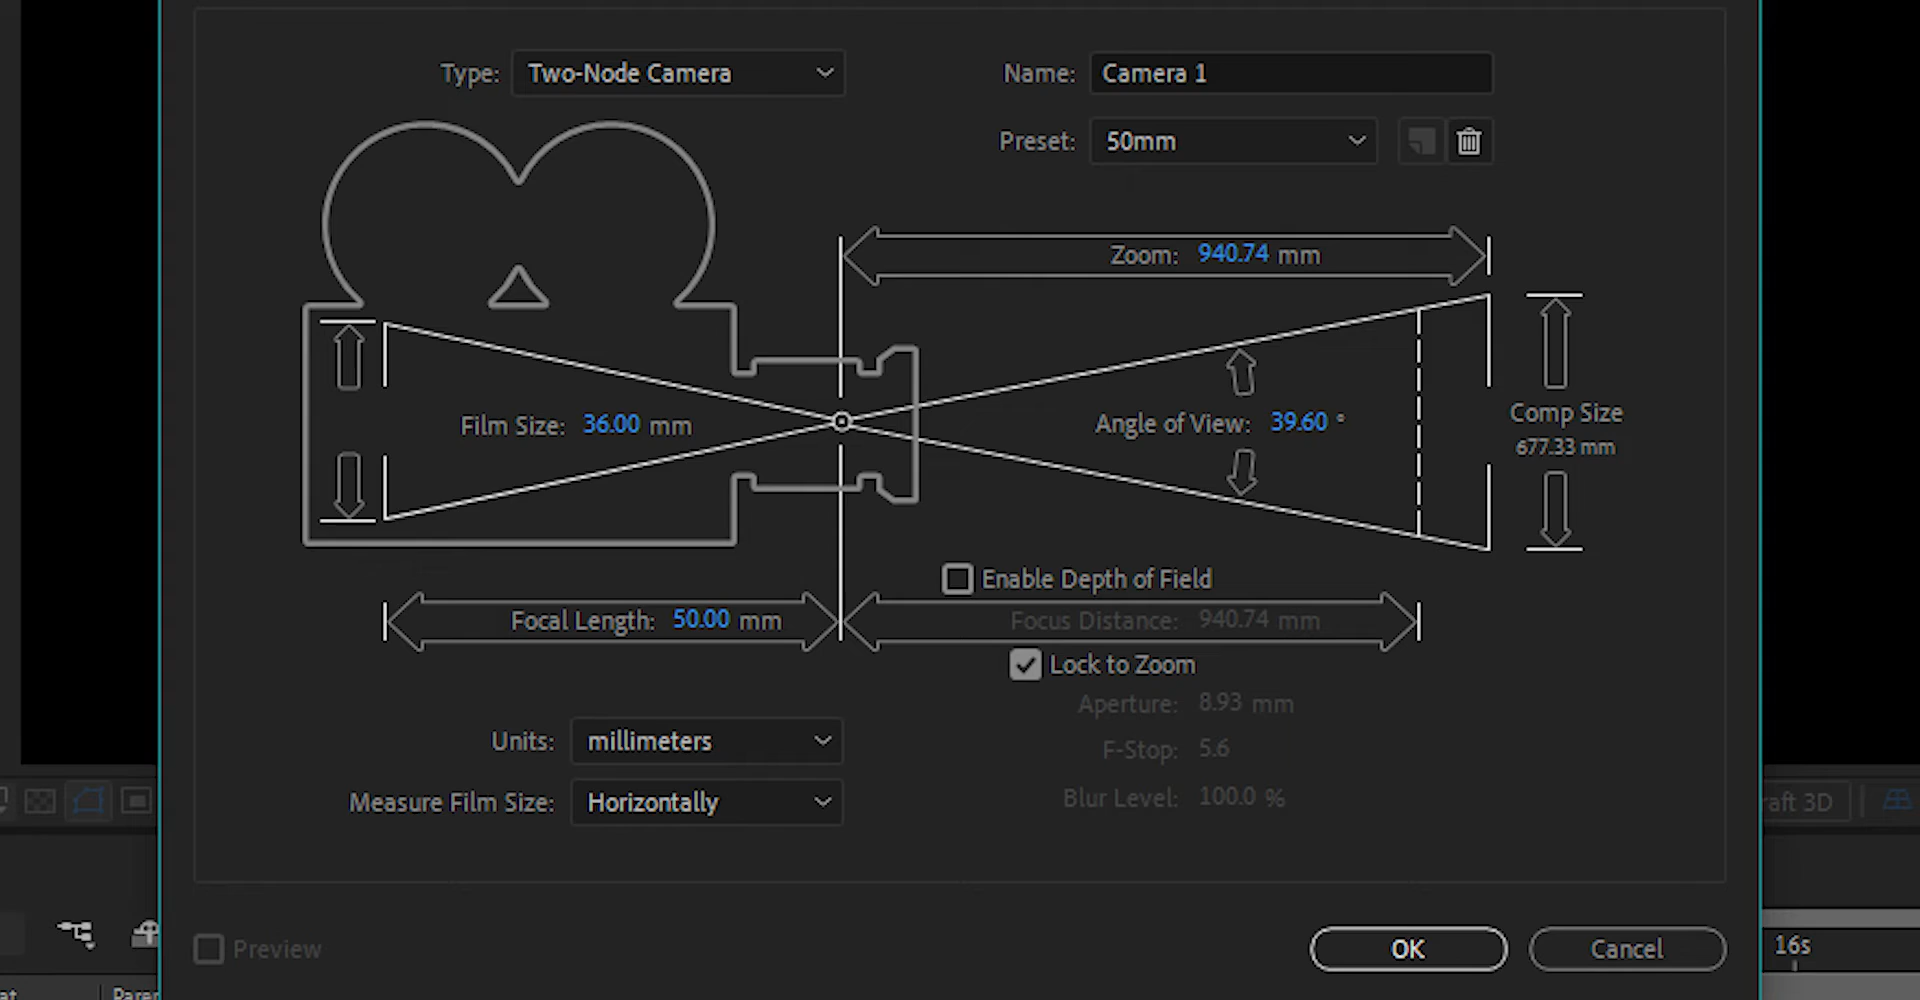 Type: Two-Node Camera
Name: Camera 1
Preset: 50mm
Zoom: 940.74 mm
Film Size: 36.00 mm
Angle of View: 39.60 °
Comp Size
677.33 mm
Enable Depth of Field
Focal Length: 50.00 mm
Focus Distance: 940.74 mm
Lock to Zoom
Aperture: 8.93 mm
Units: millimeters
F-Stop: 5.6
Measure Film Size: Horizontally
Blur Level: 100.0 %
raft 3D
Preview
OK
Cancel
16s
at
Paren